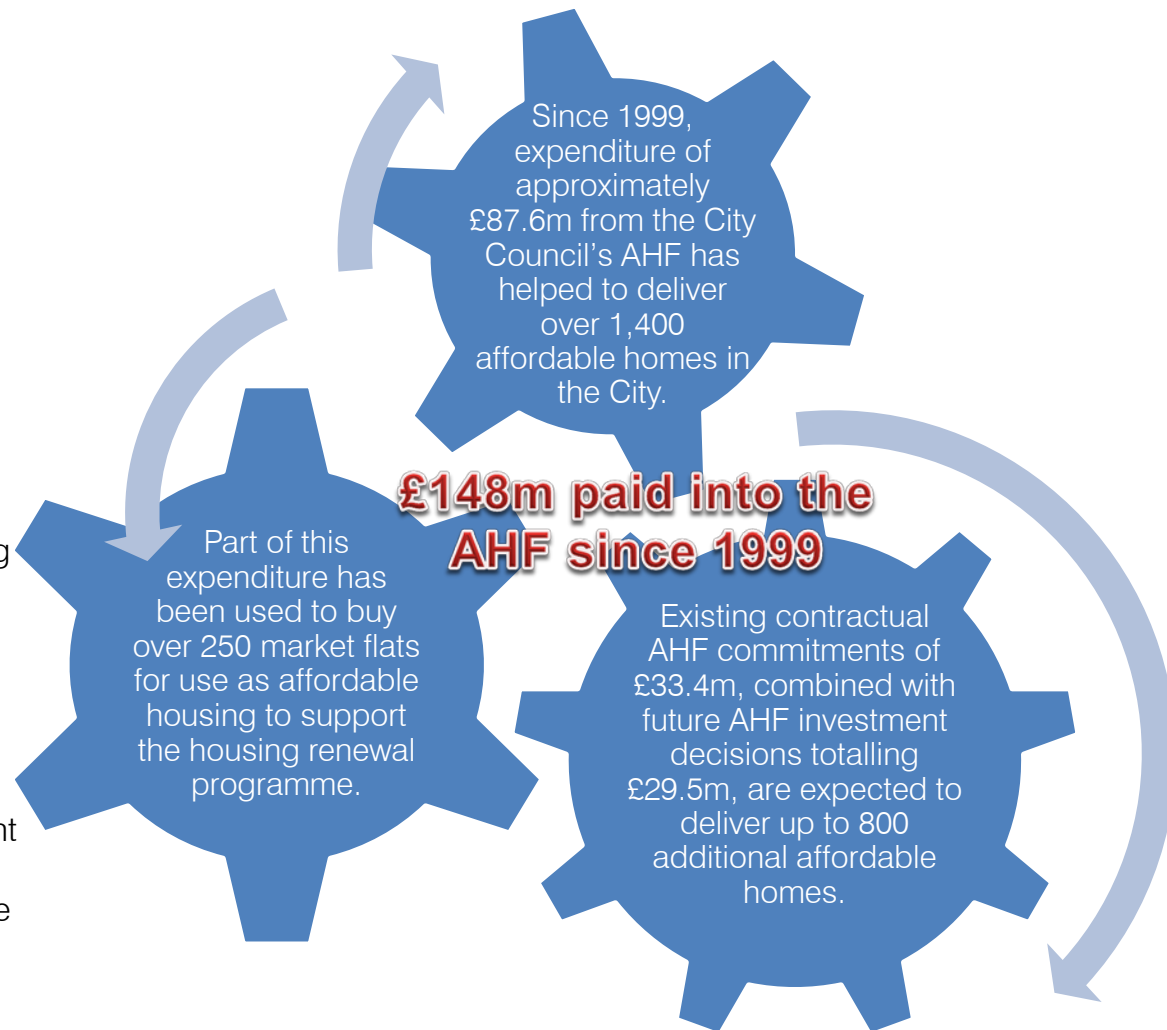 Since 1999,
expenditure of
approximately
£87.6m from the City
Council's AHF has
helped to deliver
over 1,400
affordable homes in
the City.
£148m paid into the
AHF since 1999
Part of this
expenditure has
been used to buy
over 250 market flats
for use as affordable
housing to support
the housing renewal
programme.
Existing contractual
AHF commitments of
£33.4m, combined with
future AHF investment
decisions totalling
£29.5m, are expected to
deliver up to 800
additional affordable
homes.